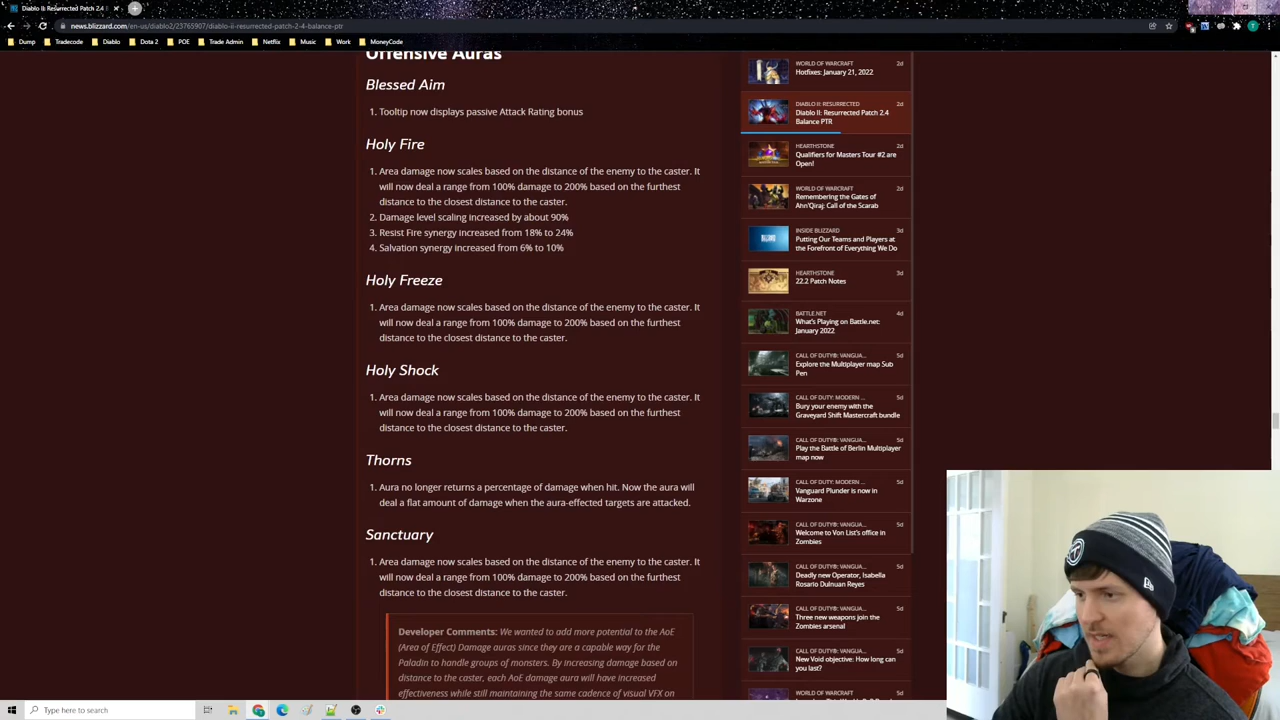 Diablo II: Resurrected Patch 2.4
news.blizzard.com/en-us/diablo2/23765907/diablo-ii-resurrected-patch-2-4-balance-ptr
Dump
Tradecode
Diablo
Dota 2
POE
Trade Admin
Netflix
Music
Work
MoneyCode
Offensive Auras
Blessed Aim
1. Tooltip now displays passive Attack Rating bonus
Holy Fire
1. Area damage now scales based on the distance of the enemy to the caster. It
will now deal a range from 100% damage to 200% based on the furthest
distance to the closest distance to the caster.
2. Damage level scaling increased by about 90%
3. Resist Fire synergy increased from 18% to 24%
4. Salvation synergy increased from 6% to 10%
Holy Freeze
1. Area damage now scales based on the distance of the enemy to the caster. It
will now deal a range from 100% damage to 200% based on the furthest
distance to the closest distance to the caster.
Holy Shock
1. Area damage now scales based on the distance of the enemy to the caster. It
will now deal a range from 100% damage to 200% based on the furthest
distance to the closest distance to the caster.
Thorns
1. Aura no longer returns a percentage of damage when hit. Now the aura will
deal a flat amount of damage when the aura-effected targets are attacked.
Sanctuary
1. Area damage now scales based on the distance of the enemy to the caster. It
will now deal a range from 100% damage to 200% based on the furthest
distance to the closest distance to the caster.
Developer Comments: We wanted to add more potential to the AoE
(Area of Effect) Damage auras since they are a capable way for the
Paladin to handle groups of monsters. By increasing damage based on
distance to the caster, each AoE damage aura will have increased
effectiveness while still maintaining the same cadence of visual VFX on
WORLD OF WARCRAFT 2d
Hotfixes: January 21, 2022
DIABLO II: RESURRECTED 2d
Diablo II: Resurrected Patch 2.4
Balance PTR
HEARTHSTONE 2d
Qualifiers for Masters Tour #2 are
Open!
WORLD OF WARCRAFT 2d
Remembering the Gates of
Ahn'Qiraj: Call of the Scarab
INSIDE BLIZZARD 3d
Putting Our Teams and Players at
the Forefront of Everything We Do
HEARTHSTONE 3d
22.2 Patch Notes
BATTLE.NET 4d
What's Playing on Battle.net:
January 2022
CALL OF DUTY®: VANGUA... 5d
Explore the Multiplayer map Sub
Pen
CALL OF DUTY: MODERN ... 5d
Bury your enemy with the
Graveyard Shift Mastercraft bundle
CALL OF DUTY®: VANGUA... 5d
Play the Battle of Berlin Multiplayer
map now
CALL OF DUTY: MODERN ... 5d
Vanguard Plunder is now in
Warzone
CALL OF DUTY®: VANGUA... 5d
Welcome to Von List's office in
Zombies
CALL OF DUTY®: VANGUA... 5d
Deadly new Operator, Isabella
Rosario Dulnuan Reyes
CALL OF DUTY®: VANGUA... 5d
Three new weapons join the
Zombies arsenal
CALL OF DUTY®: VANGUA... 5d
New Void objective: How long can
you last?
WORLD OF WARCRAFT 5d
Type here to search